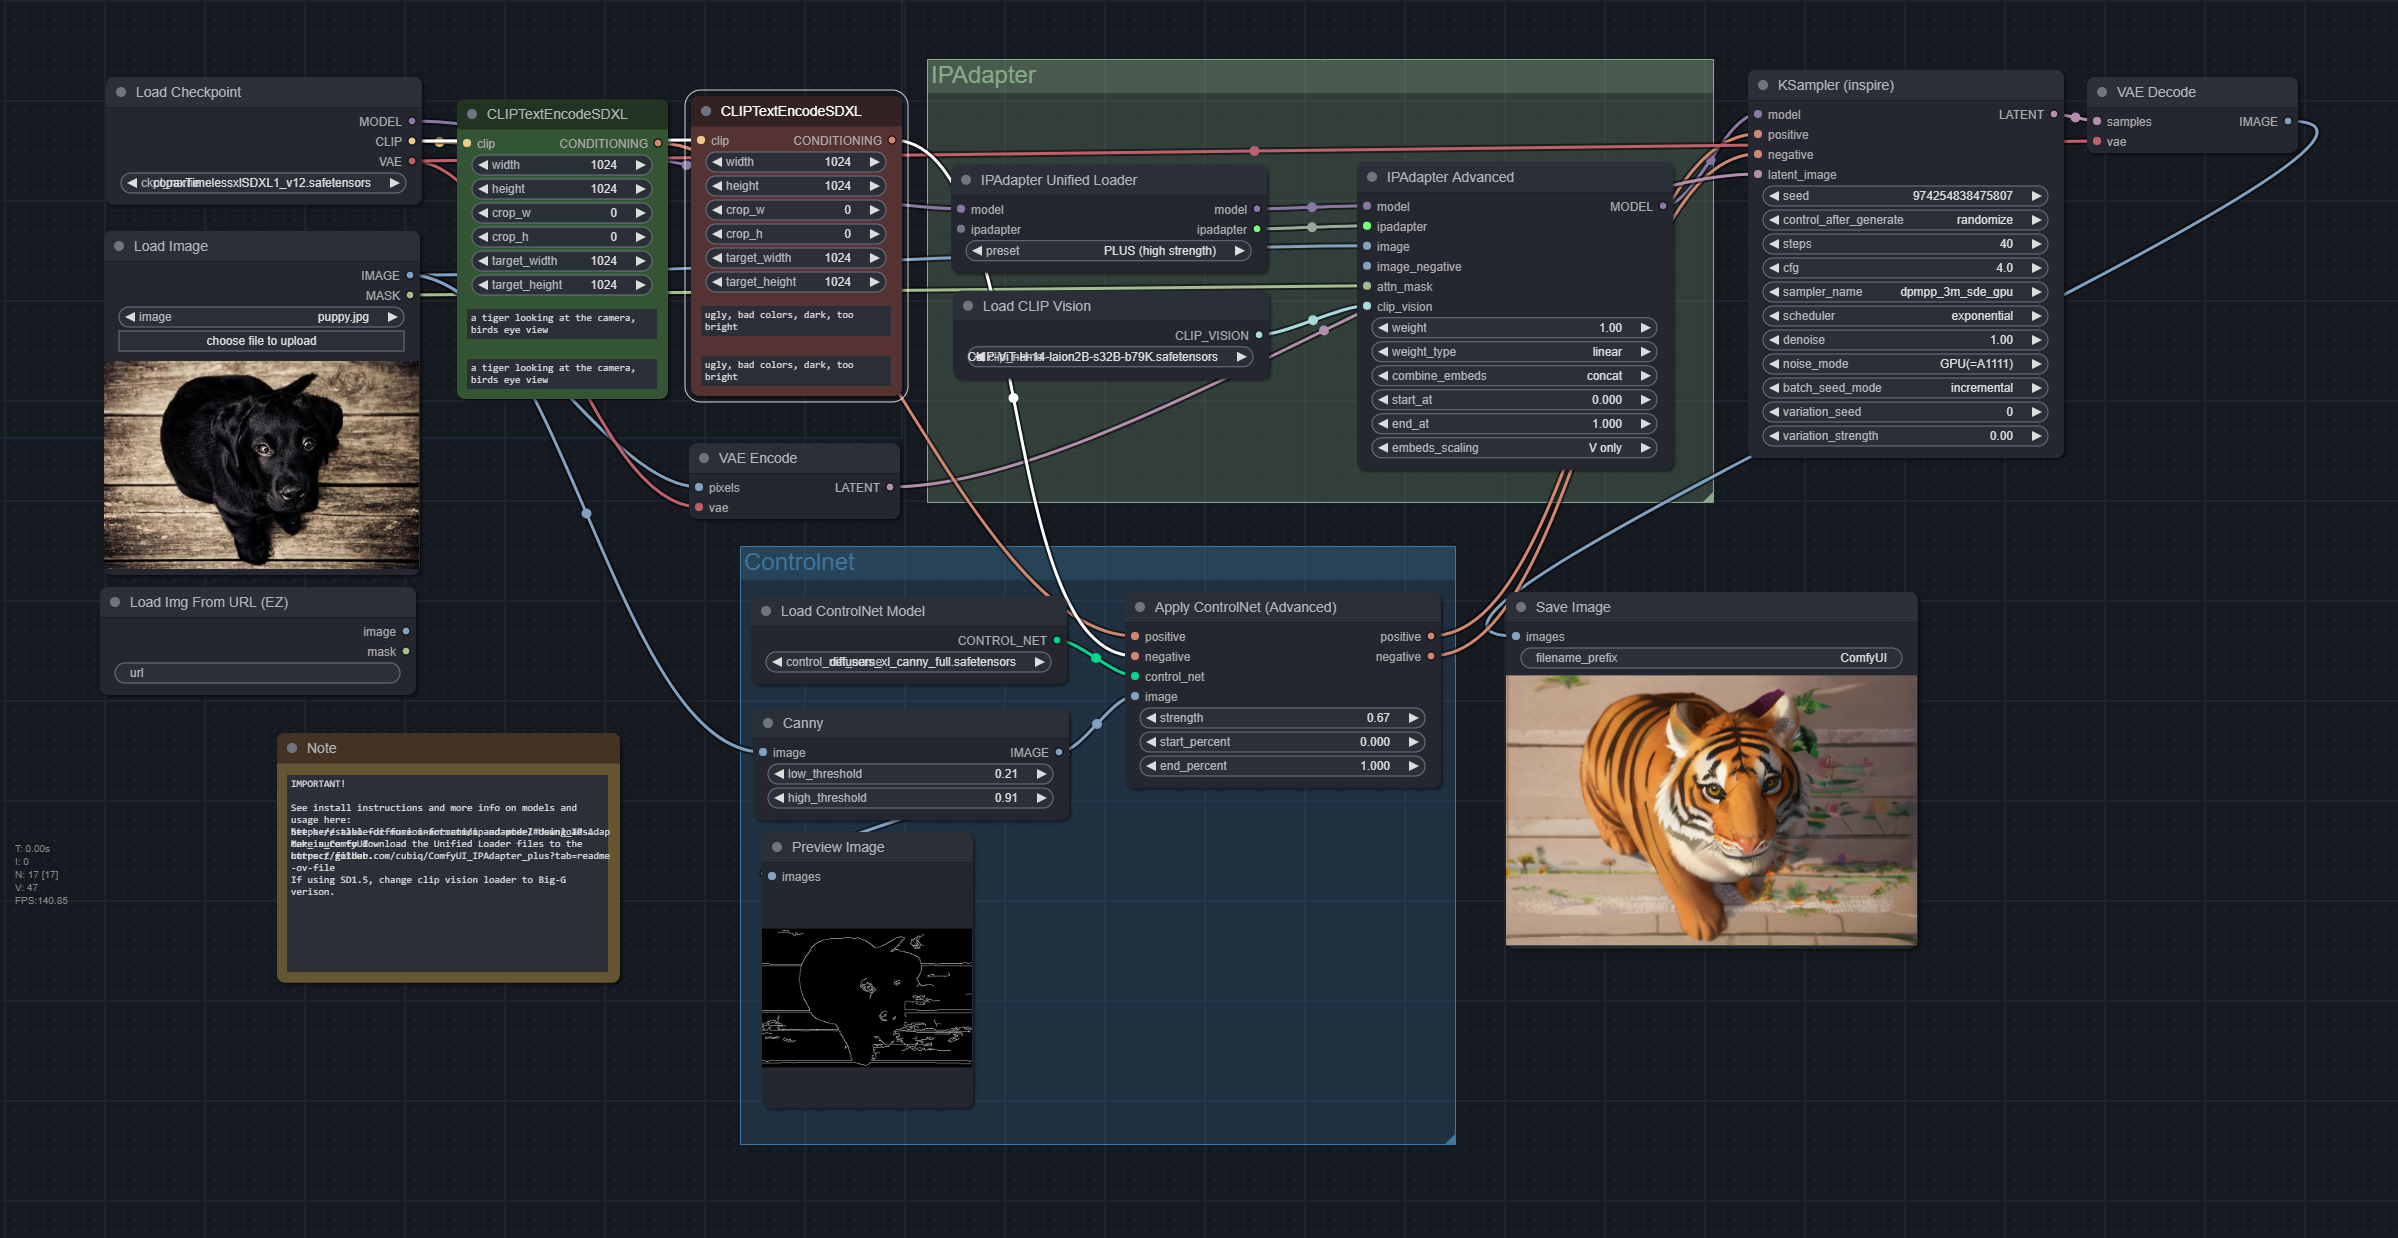 Load Checkpoint
MODEL
CLIP
VAE
Load Image
IMAGE
MASK
image puppy.jpg
choose file to upload
Load Img From URL (EZ)
image
mask
url
Note
IMPORTANT!
See install instructions and more info on models and
usage here:
download the Unified Loader files to the
.com/cubiq/ComfyUI_IPAdapter_plus?tab=readme
-ov-file
If using SD1.5, change clip vision loader to Big-G
verison.
T: 0.00s
I: 0
N: 17 [17]
V: 47
FPS:140.85
CLIPTextEncodeSDXL
clip CONDITIONING
width 1024
height 1024
crop_w 0
crop_h 0
target_width 1024
target_height 1024
a tiger looking at the camera,
birds eye view
a tiger looking at the camera,
birds eye view
CLIPTextEncodeSDXL
clip CONDITIONING
width 1024
height 1024
crop_w 0
crop_h 0
target_width 1024
target_height 1024
ugly, bad colors, dark, too
bright
ugly, bad colors, dark, too
bright
VAE Encode
pixels LATENT
vae
IPAdapter
IPAdapter Unified Loader
model model
ipadapter ipadapter
preset PLUS (high strength)
Load CLIP Vision
CLIP_VISION
-laion2B-s32B-b79K.safetensors
IPAdapter Advanced
model MODEL
ipadapter
image
image_negative
attn_mask
clip_vision
weight 1.00
weight_type linear
combine_embeds concat
start_at 0.000
end_at 1.000
embeds_scaling V only
Controlnet
Load ControlNet Model
CONTROL_NET
xl_canny_full.safetensors
Canny
image IMAGE
low_threshold 0.21
high_threshold 0.91
Preview Image
images
Apply ControlNet (Advanced)
positive positive
negative negative
control_net
image
strength 0.67
start_percent 0.000
end_percent 1.000
KSampler (inspire)
model LATENT
positive
negative
latent_image
seed 974254838475807
control_after_generate randomize
steps 40
cfg 4.0
sampler_name dpmpp_3m_sde_gpu
scheduler exponential
denoise 1.00
noise_mode GPU(=A1111)
batch_seed_mode incremental
variation_seed 0
variation_strength 0.00
VAE Decode
samples IMAGE
vae
Save Image
images
filename_prefix ComfyUI